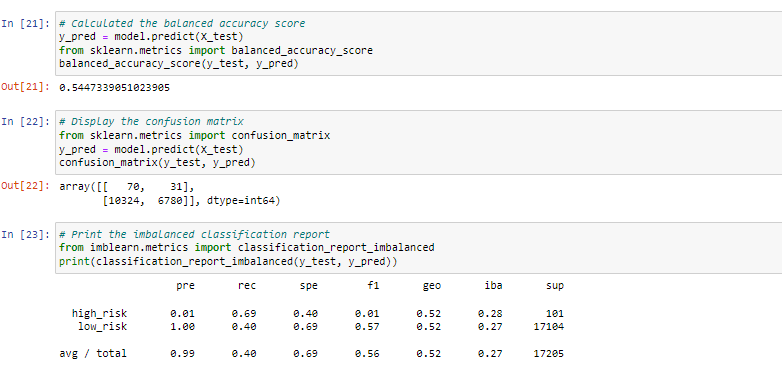 In [21]: # Calculated the balanced accuracy score
y_pred = model.predict(X_test)
from sklearn.metrics import balanced_accuracy_score
balanced_accuracy_score(y_test, y_pred)
Out[21]: 0.5447339051023905
In [22]: # Display the confusion matrix
from sklearn.metrics import confusion_matrix
y_pred = model.predict(X_test)
confusion_matrix(y_test, y_pred)
Out[22]: array([[   70,    31],
       [10324,  6780]], dtype=int64)
In [23]: # Print the imbalanced classification report
from imblearn.metrics import classification_report_imbalanced
print(classification_report_imbalanced(y_test, y_pred))
                   pre       rec       spe        f1       geo       iba       sup
  high_risk       0.01      0.69      0.40      0.01      0.52      0.28       101
   low_risk       1.00      0.40      0.69      0.57      0.52      0.27     17104
avg / total       0.99      0.40      0.69      0.56      0.52      0.27     17205